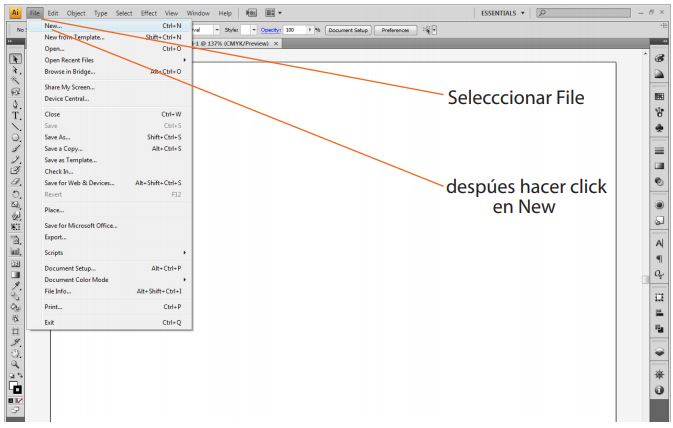 Ai File Edit Object Type Select Effect View Window Help Br ESSENTIALS
Style: Opacity: 100 % Document Setup Preferences
@ 137% (CMYK/Preview) ×
New... Ctrl+N
New from Template... Shift+Ctrl+N
Open... Ctrl+O
Open Recent Files
Browse in Bridge... Alt+Ctrl+O
Share My Screen...
Device Central...
Close Ctrl+W
Save Ctrl+S
Save As... Shift+Ctrl+S
Save a Copy... Alt+Ctrl+S
Save as Template...
Check In...
Save for Web & Devices... Alt+Shift+Ctrl+S
Revert F12
Place...
Save for Microsoft Office...
Export...
Scripts
Document Setup... Alt+Ctrl+P
Document Color Mode
File Info... Alt+Shift+Ctrl+I
Print... Ctrl+P
Exit Ctrl+Q
Selecccionar File
despúes hacer click
en New